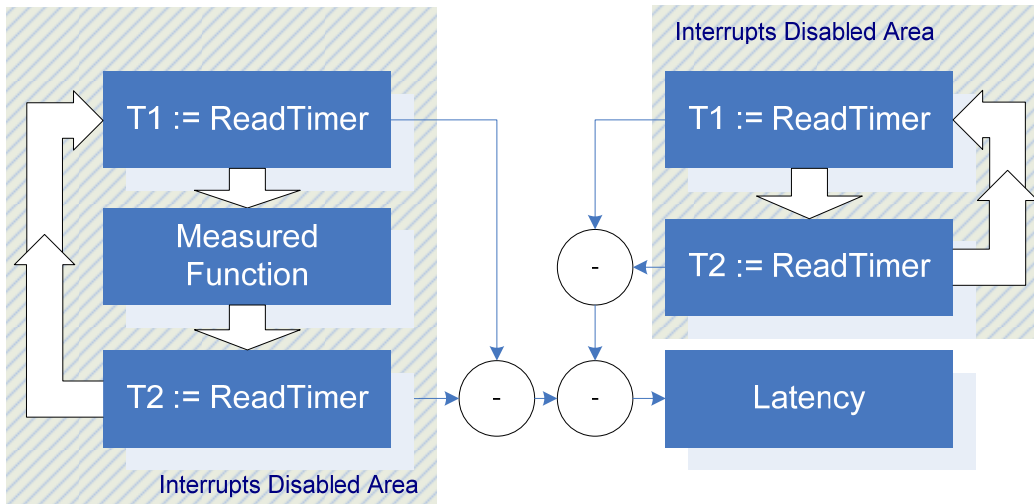 T1 := ReadTimer
Measured
Function
T2 := ReadTimer
Interrupts Disabled Area
-
Interrupts Disabled Area
T1 := ReadTimer
T2 := ReadTimer
-
-
Latency